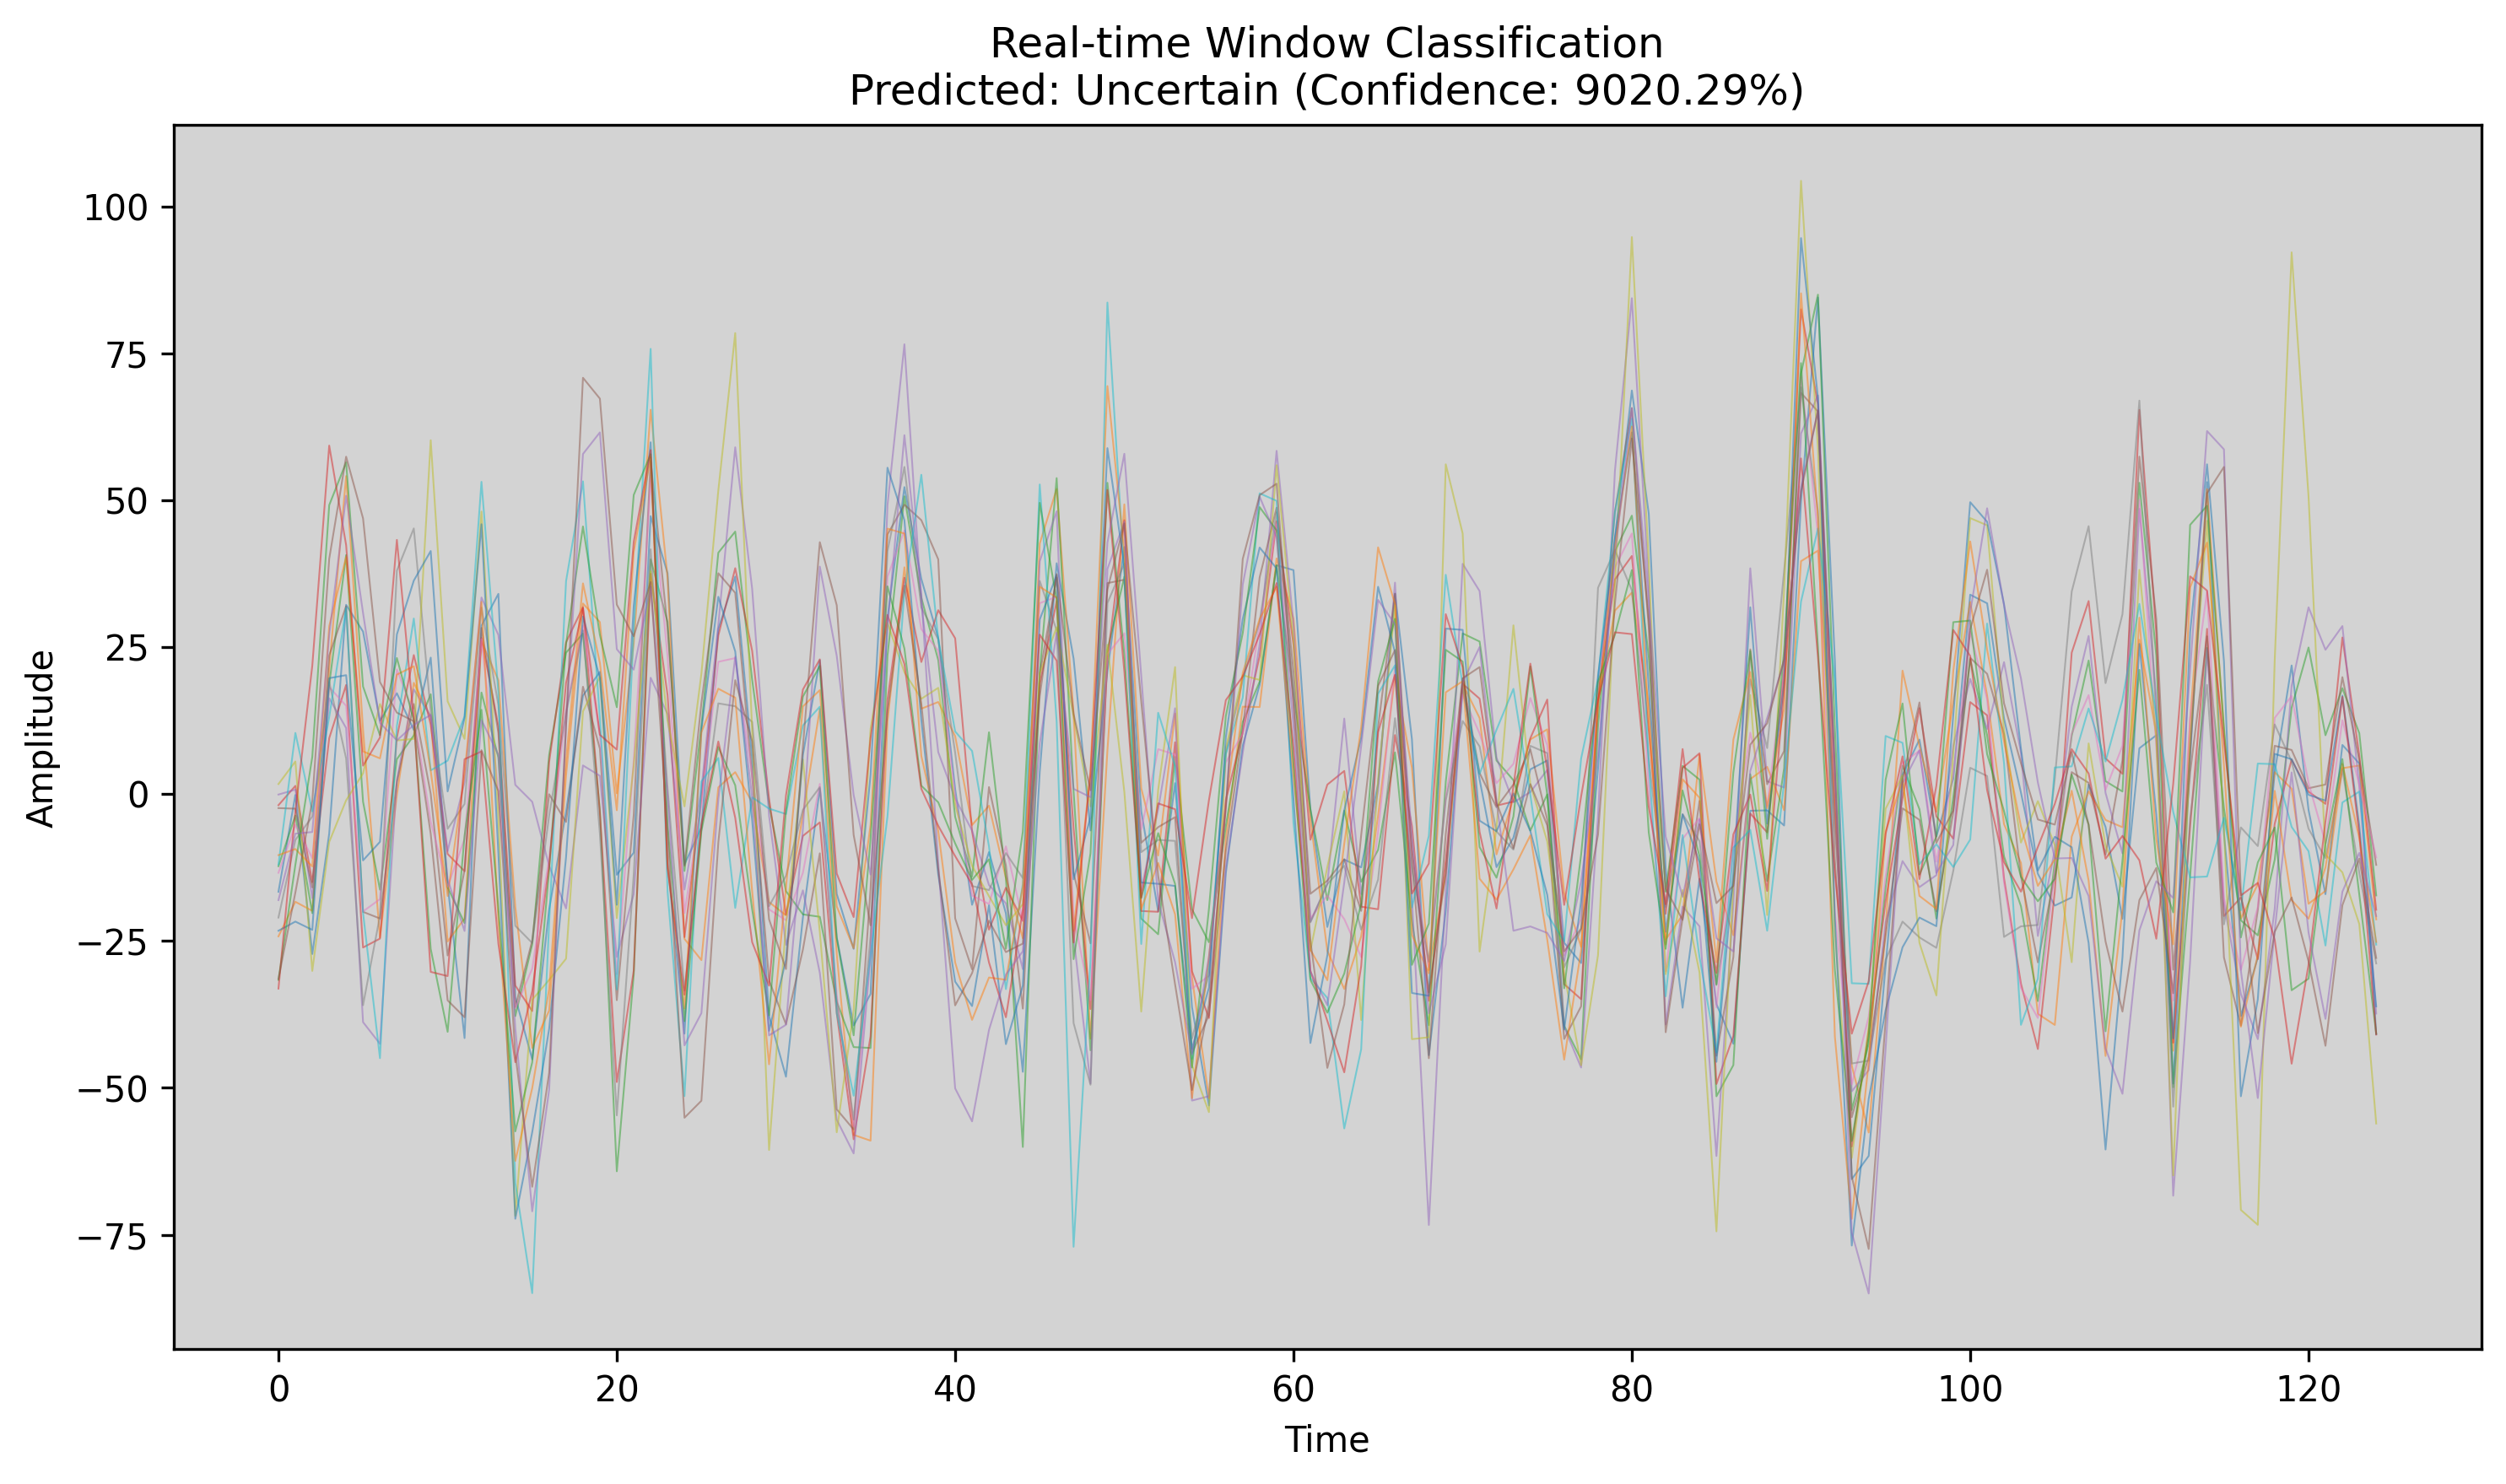 Real-time Window Classification
Predicted: Uncertain (Confidence: 9020.29%)
100
75
50
25
0
−25
−50
−75
Amplitude
0 20 40 60 80 100 120
Time